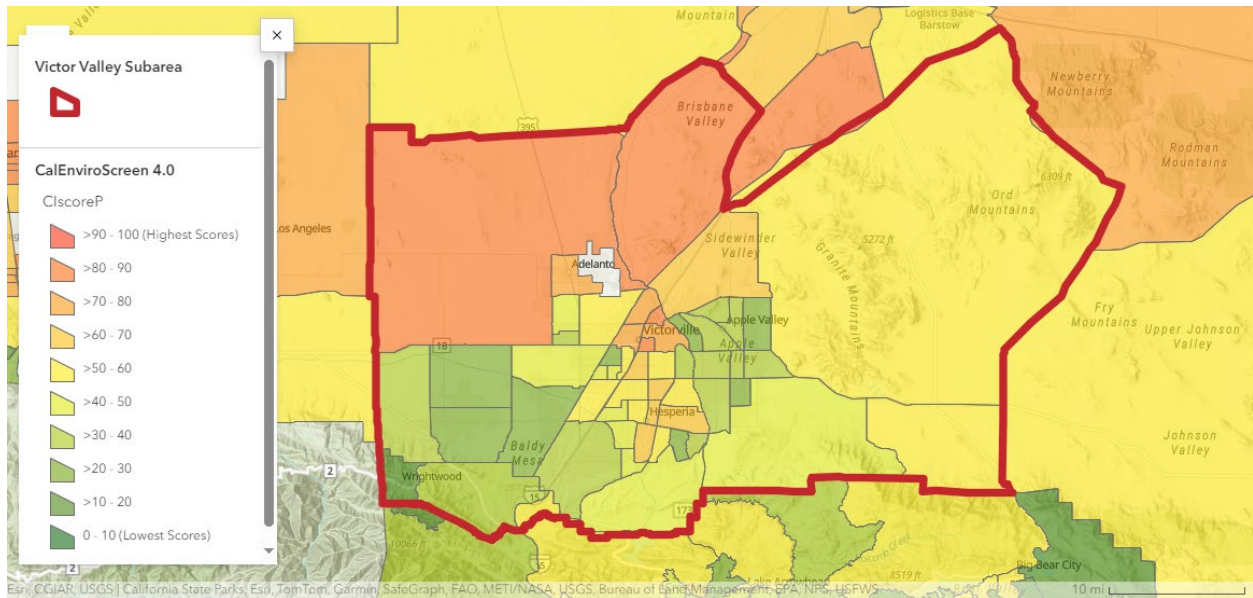 Mountain
Logistics Base
Barstow
a Valley
×
Victor Valley Subarea
CalEnviroScreen 4.0
CIscoreP
>90 - 100 (Highest Scores)
>80 - 90
>70 - 80
>60 - 70
>50 - 60
>40 - 50
>30 - 40
>20 - 30
>10 - 20
0 - 10 (Lowest Scores)
395
Brisbane
Valley
Newberry
Mountains
Rodman
Mountains
6309 ft
Ord
Mountains
Los Angeles
Sidewinder
Valley
5272 ft
Granite Mountains
Adelanto
Fry
Mountains
Upper Johnson
Valley
Victorville
Apple Valley
Apple
Valley
18
Hesperia
Johnson
Valley
Baldy
Mesa
Wrightwood
2
15
173
10066 ft
15
2
Lake Arrowhead
8519 ft
Big Bear City
Esri, CGIAR, USGS | California State Parks, Esri, TomTom, Garmin, SafeGraph, FAO, METI/NASA, USGS, Bureau of Land Management, EPA, NPS, USFWS
10 mi